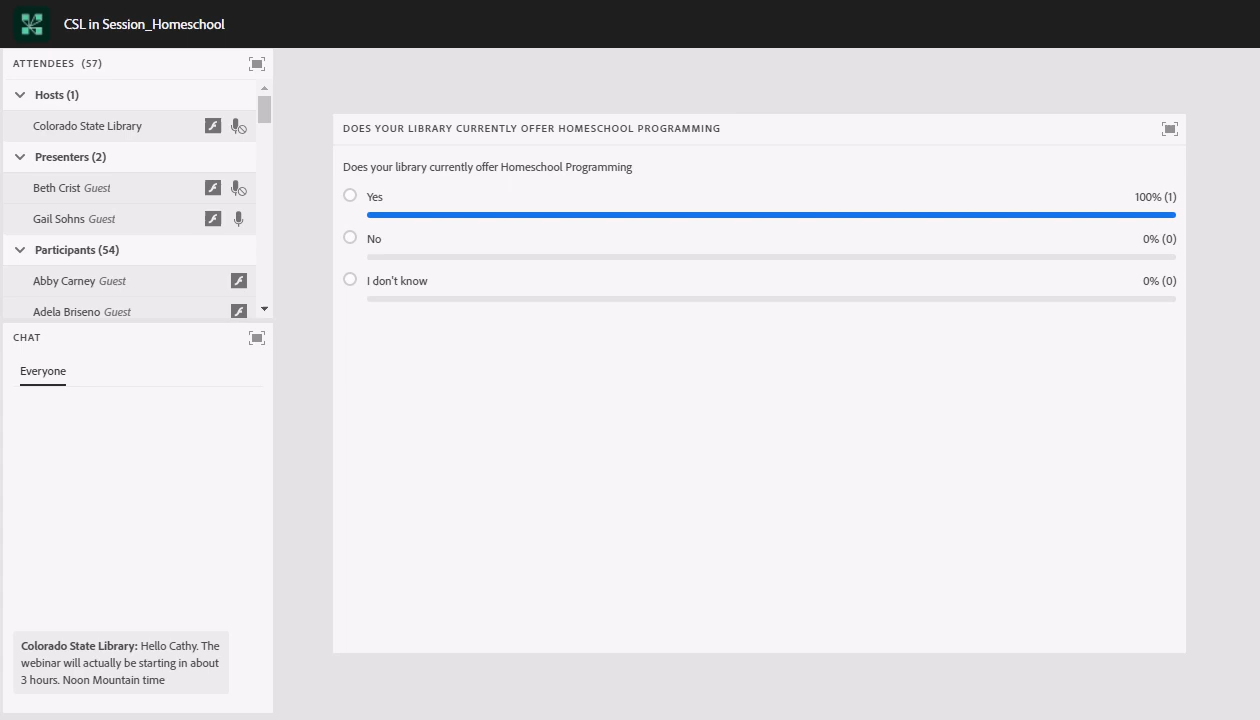 CSL in Session_Homeschool
ATTENDEES (57)
Hosts (1)
Colorado State Library
Presenters (2)
Beth Crist Guest
Gail Sohns Guest
Participants (54)
Abby Carney Guest
Adela Briseno Guest
CHAT
Everyone
Colorado State Library: Hello Cathy. The
webinar will actually be starting in about
3 hours. Noon Mountain time
DOES YOUR LIBRARY CURRENTLY OFFER HOMESCHOOL PROGRAMMING
Does your library currently offer Homeschool Programming
Yes 100% (1)
No 0% (0)
I don't know 0% (0)